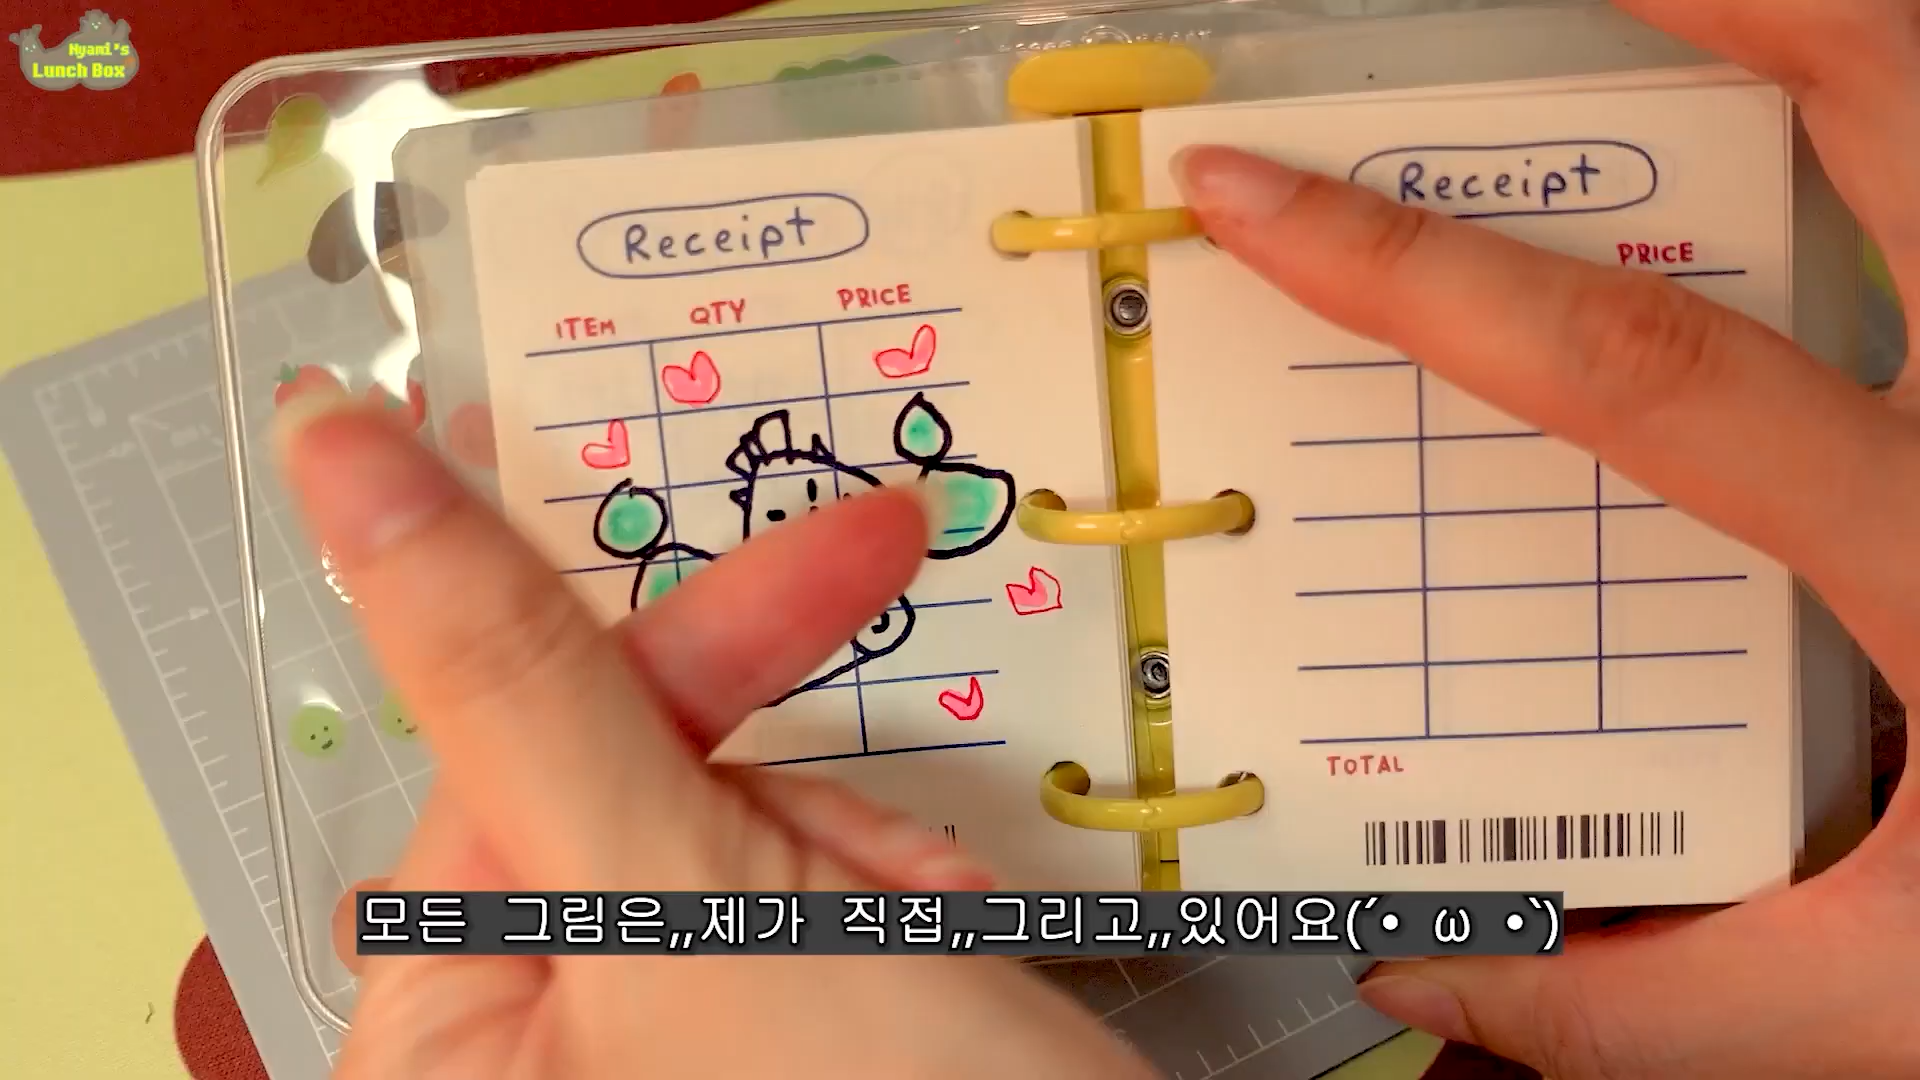 Nyami's
Lunch Box
Receipt
ITEM QTY PRICE
Receipt
PRICE
TOTAL
모든 그림은,,제가 직접,,그리고,,있어요(´• ω •`)